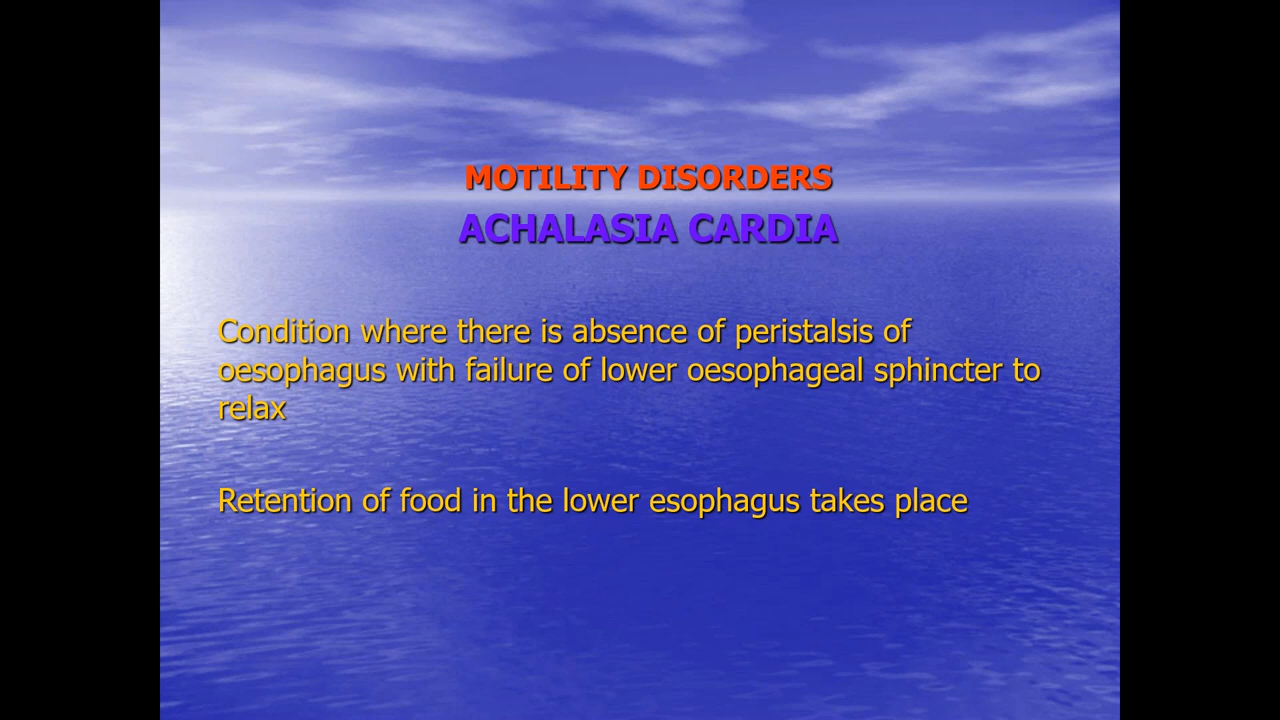 MOTILITY DISORDERS
ACHALASIA CARDIA
Condition where there is absence of peristalsis of
oesophagus with failure of lower oesophageal sphincter to
relax
Retention of food in the lower esophagus takes place